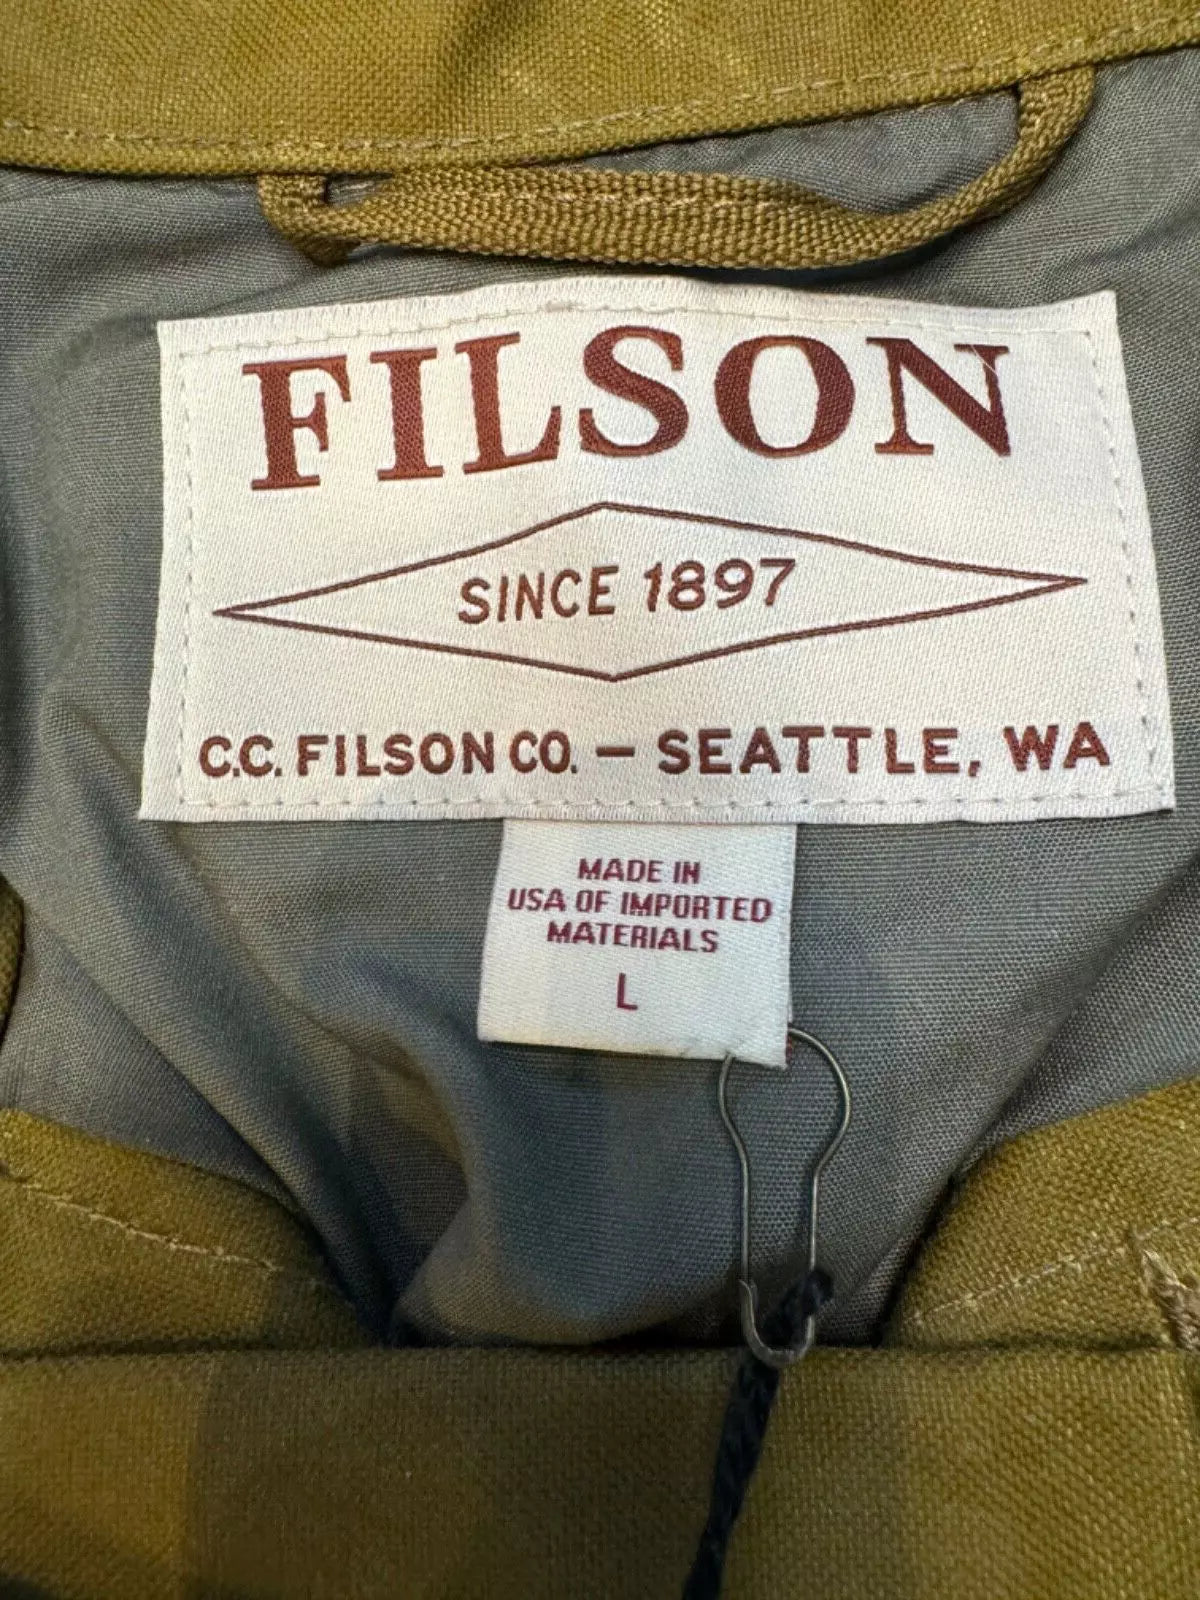 FILSON
SINCE 1897
C.C. FILSON CO. – SEATTLE, WA
MADE IN
USA OF IMPORTED
MATERIALS
L